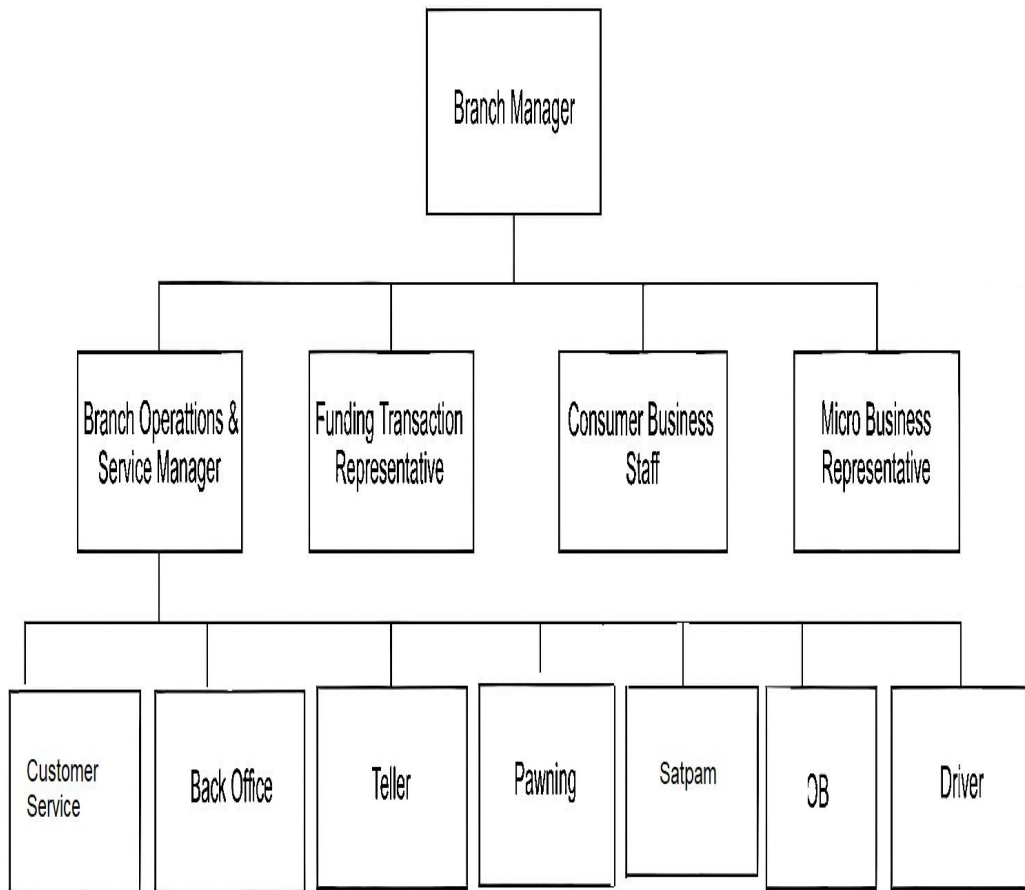 Branch Manager
Branch Operattions &
Service Manager
Funding Transaction
Representative
Consumer Business
Staff
Micro Business
Representative
Customer
Service
Back Office
Teller
Pawning
Satpam
OB
Driver